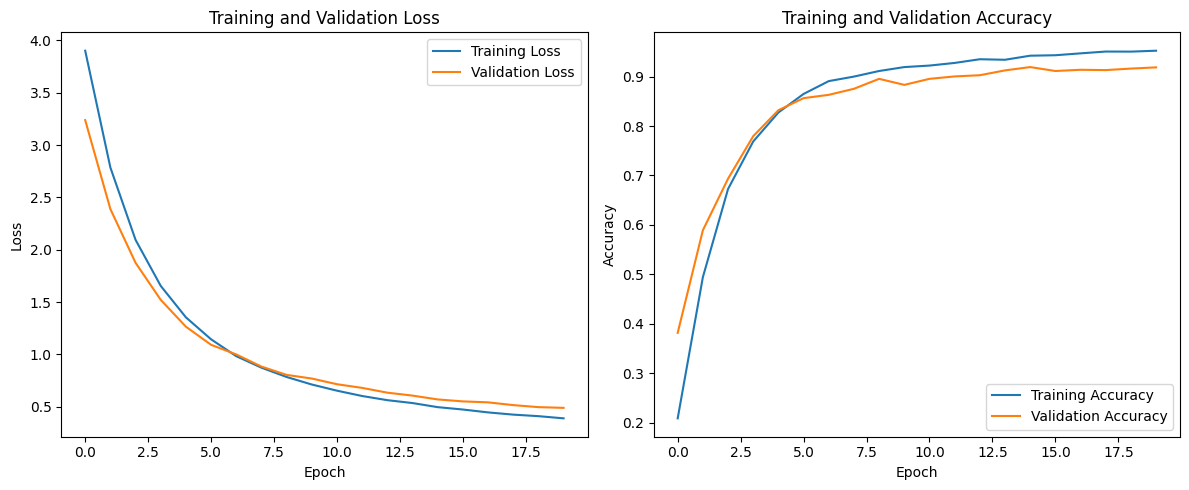 Training and Validation Loss
4.0
3.5
3.0
2.5
2.0
1.5
1.0
0.5
Loss
Training Loss
Validation Loss
0.0 2.5 5.0 7.5 10.0 12.5 15.0 17.5
Epoch
Training and Validation Accuracy
0.9
0.8
0.7
0.6
0.5
0.4
0.3
0.2
Accuracy
Training Accuracy
Validation Accuracy
0.0 2.5 5.0 7.5 10.0 12.5 15.0 17.5
Epoch